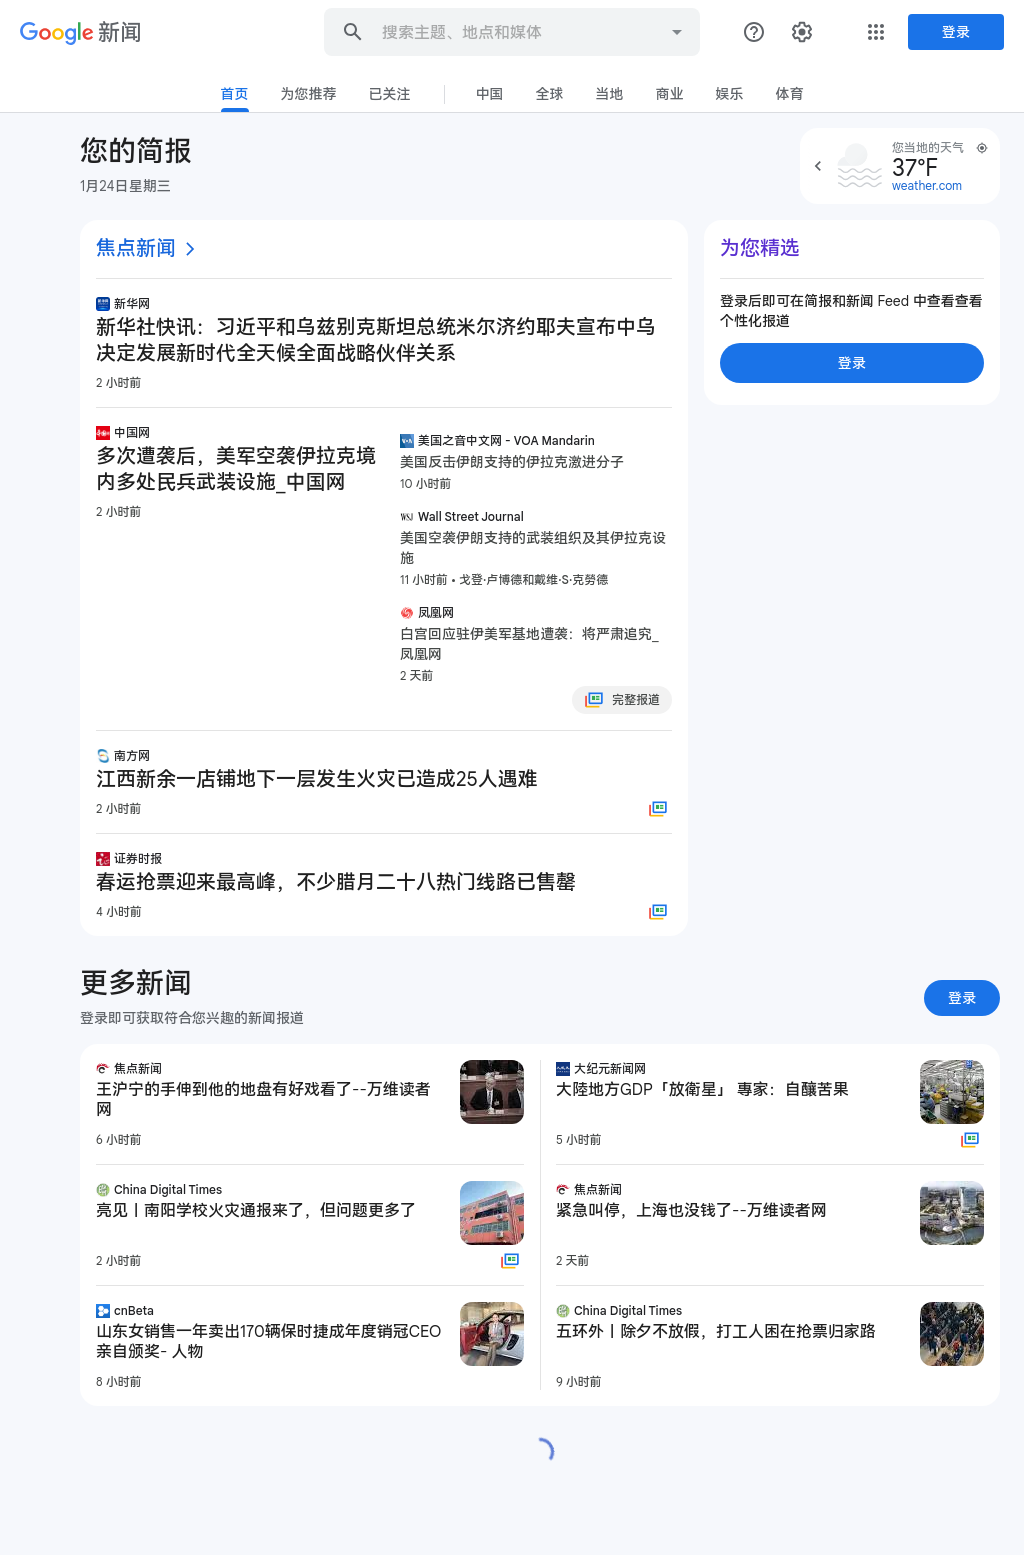 Google 新闻
搜索主题、地点和媒体
登录
首页
为您推荐
已关注
中国
全球
当地
商业
娱乐
体育
您的简报
1月24日星期三
您当地的天气
37°F
weather.com
焦点新闻
新华网
新华社快讯：习近平和乌兹别克斯坦总统米尔济约耶夫宣布中乌
决定发展新时代全天候全面战略伙伴关系
2 小时前
中国网
多次遭袭后，美军空袭伊拉克境
内多处民兵武装设施_中国网
2 小时前
美国之音中文网 - VOA Mandarin
美国反击伊朗支持的伊拉克激进分子
10 小时前
Wall Street Journal
美国空袭伊朗支持的武装组织及其伊拉克设
施
11 小时前 • 戈登·卢博德和戴维·S·克勞德
凤凰网
白宫回应驻伊美军基地遭袭：将严肃追究_
凤凰网
2 天前
完整报道
南方网
江西新余一店铺地下一层发生火灾已造成25人遇难
2 小时前
证券时报
春运抢票迎来最高峰，不少腊月二十八热门线路已售罄
4 小时前
为您精选
登录后即可在简报和新闻 Feed 中查看查看
个性化报道
登录
更多新闻
登录即可获取符合您兴趣的新闻报道
登录
焦点新闻
王沪宁的手伸到他的地盘有好戏看了--万维读者
网
6 小时前
大纪元新闻网
大陸地方GDP「放衛星」 專家：自釀苦果
5 小时前
China Digital Times
亮见丨南阳学校火灾通报来了，但问题更多了
2 小时前
焦点新闻
紧急叫停，上海也没钱了--万维读者网
2 天前
cnBeta
山东女销售一年卖出170辆保时捷成年度销冠CEO
亲自颁奖- 人物
8 小时前
China Digital Times
五环外丨除夕不放假，打工人困在抢票归家路
9 小时前